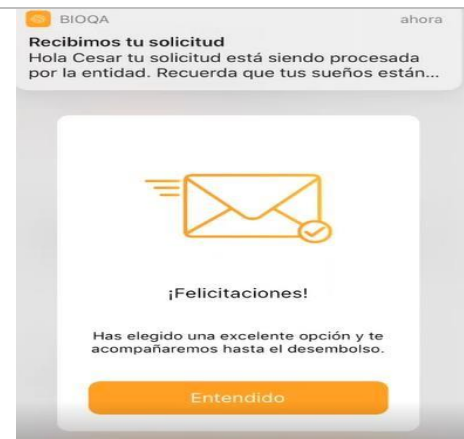 BIOQA ahora
Recibimos tu solicitud
Hola Cesar tu solicitud está siendo procesada
por la entidad. Recuerda que tus sueños están...
¡Felicitaciones!
Has elegido una excelente opción y te
acompañaremos hasta el desembolso.
Entendido